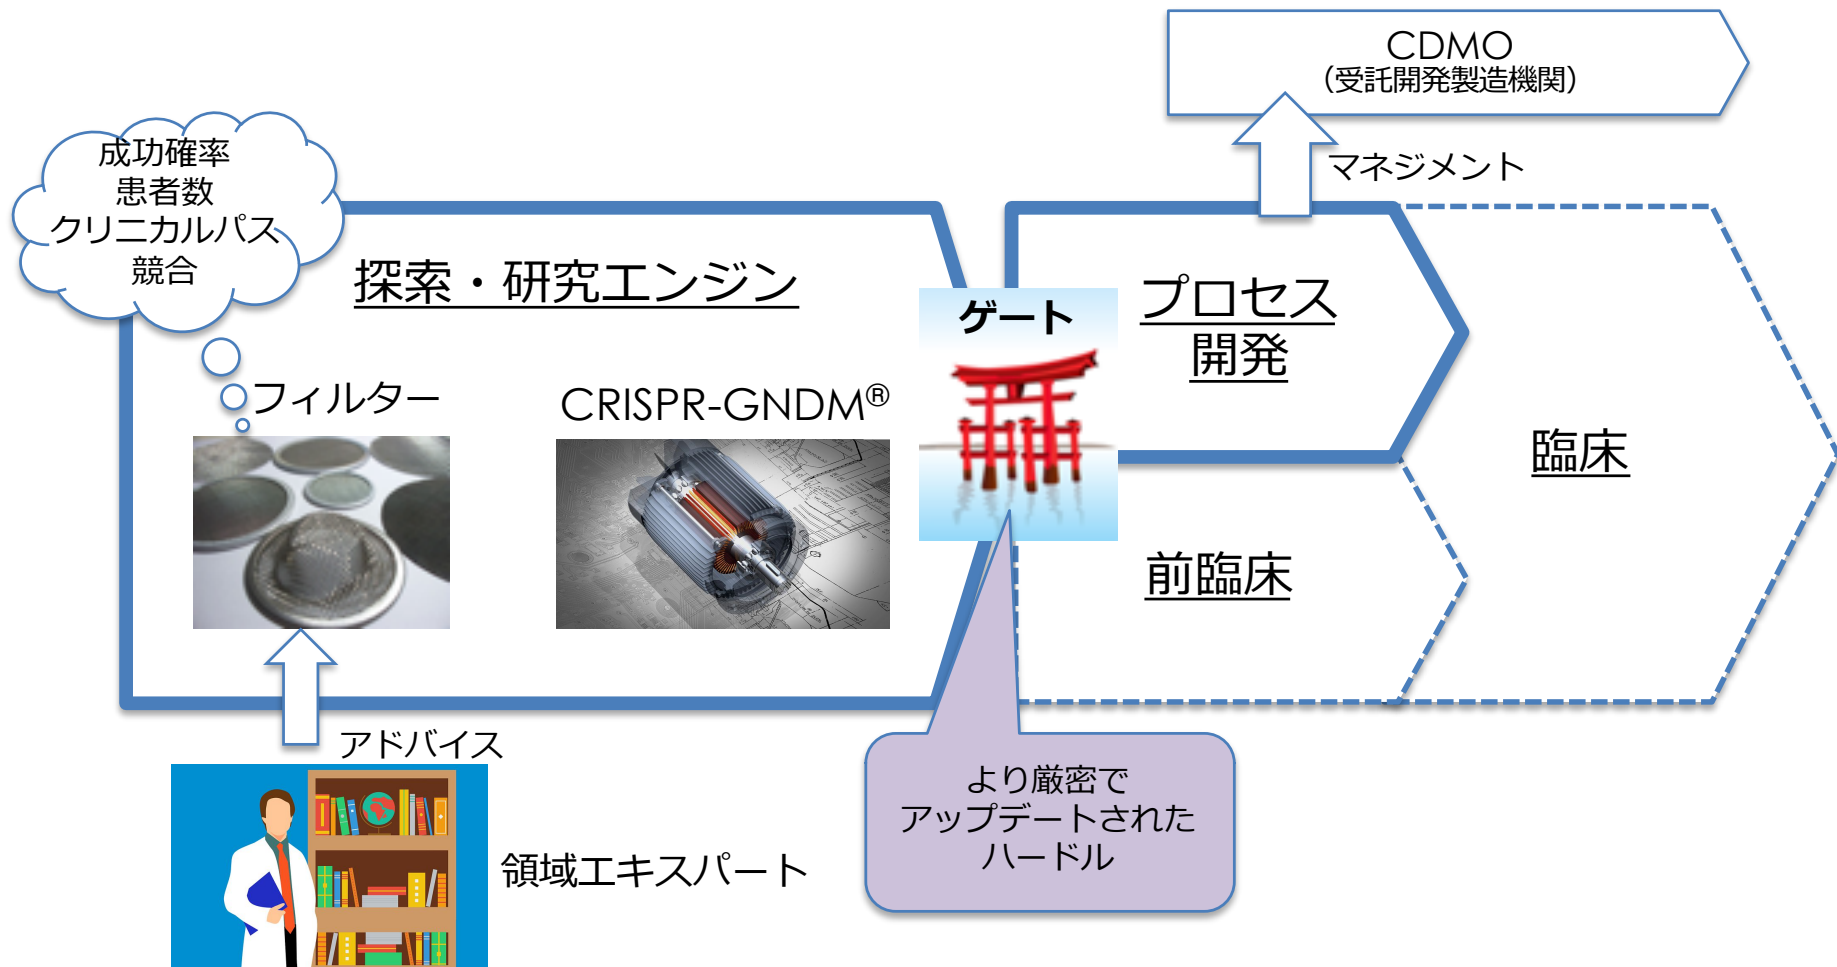 CDMO
（受託開発製造機関）
マネジメント
成功確率
患者数
クリニカルパス
競合
探索・研究エンジン
フィルター
CRISPR-GNDM®
ゲート
プロセス
開発
前臨床
臨床
アドバイス
領域エキスパート
より厳密で
アップデートされた
ハードル